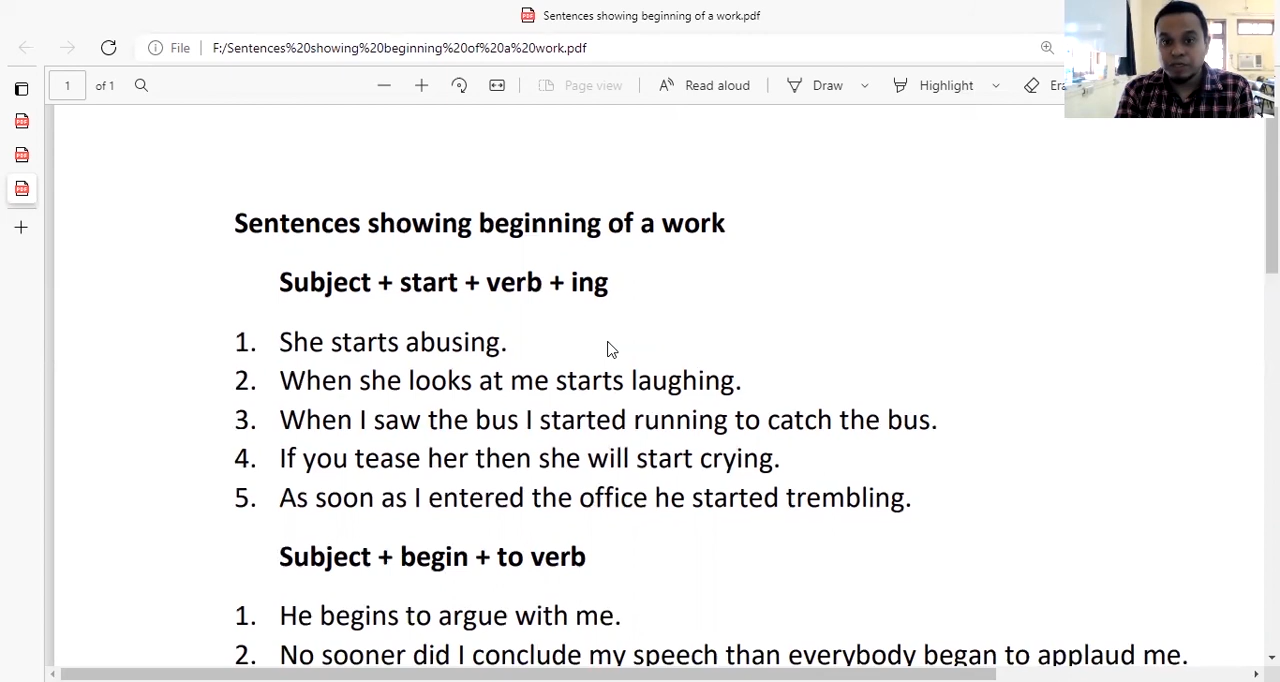 Sentences showing beginning of a work.pdf
File F:/Sentences%20showing%20beginning%20of%20a%20work.pdf
1 of 1 Page view Read aloud Draw Highlight
Sentences showing beginning of a work
Subject + start + verb + ing
1. She starts abusing.
2. When she looks at me starts laughing.
3. When I saw the bus I started running to catch the bus.
4. If you tease her then she will start crying.
5. As soon as I entered the office he started trembling.
Subject + begin + to verb
1. He begins to argue with me.
2. No sooner did I conclude my speech than everybody began to applaud me.